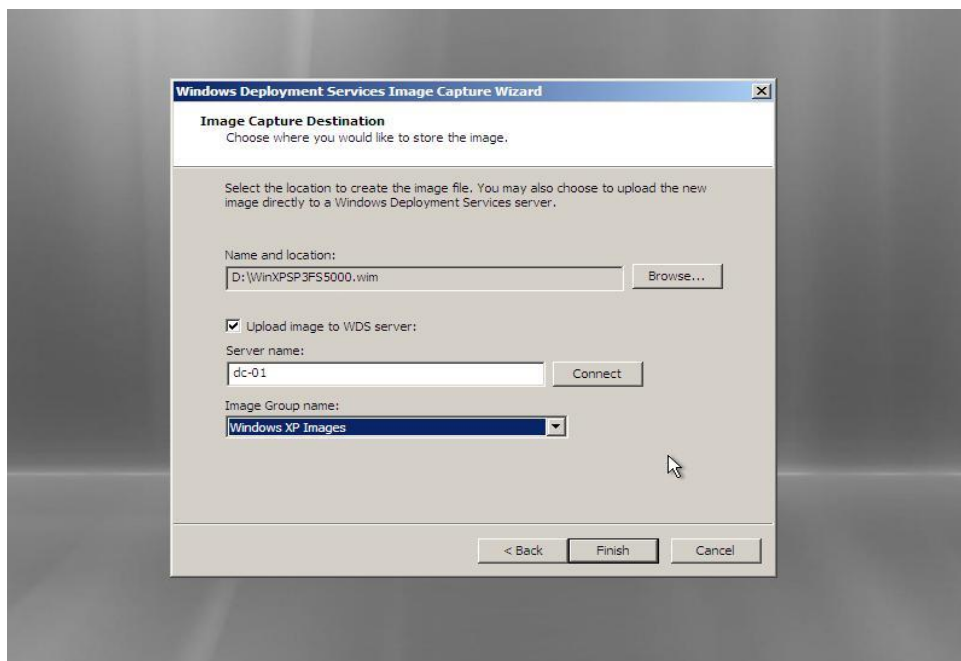 Windows Deployment Services Image Capture Wizard
Image Capture Destination
Choose where you would like to store the image.
Select the location to create the image file. You may also choose to upload the new
image directly to a Windows Deployment Services server.
Name and location:
D:\WinXPSP3FS5000.wim
Browse...
Upload image to WDS server:
Server name:
dc-01
Connect
Image Group name:
Windows XP Images
< Back
Finish
Cancel